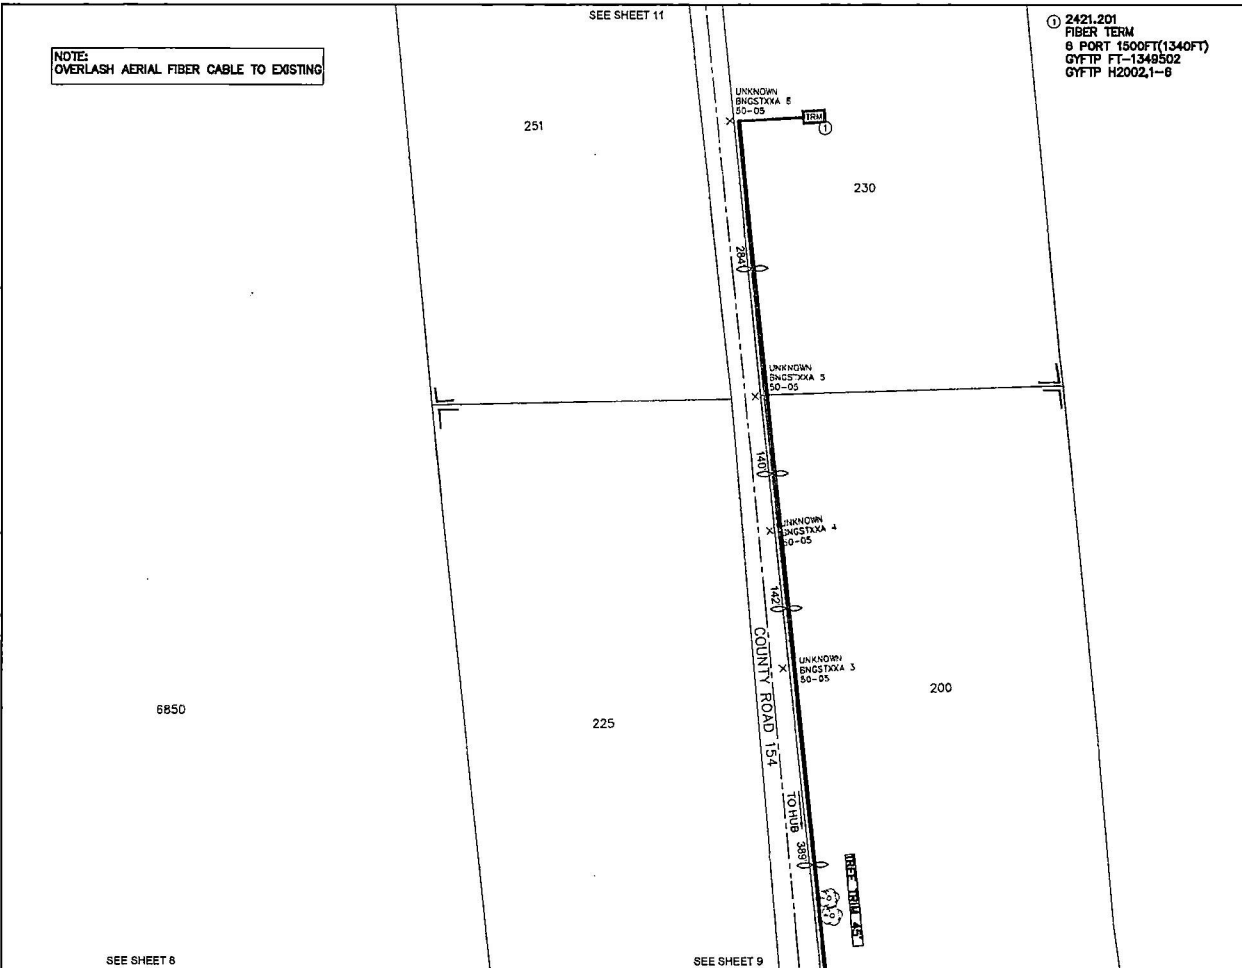 SEE SHEET 11
① 2421.201
FIBER TERM
6 PORT 1500FT(1340FT)
GYFTP FT-1349502
GYFTP H2002,1-6
NOTE:
OVERLASH AERIAL FIBER CABLE TO EXISTING
UNKNOWN
BNGSTXXA 6
50-05
TRM
①
251
230
284
UNKNOWN
BNGSTXXA 5
50-05
140
UNKNOWN
BNGSTXXA 4
50-05
142
COUNTY ROAD 154
UNKNOWN
BNGSTXXA 3
50-05
200
6850
225
TO HUB
389
TREE TRIM 45'
SEE SHEET 8
SEE SHEET 9